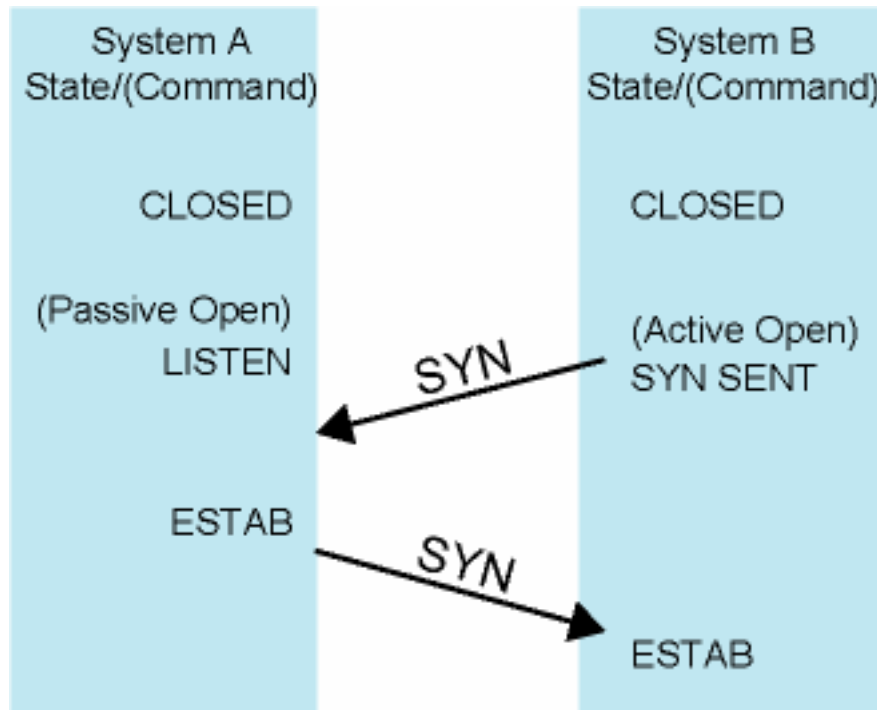 System A
State/(Command)
System B
State/(Command)
CLOSED
CLOSED
(Passive Open)
LISTEN
(Active Open)
SYN SENT
SYN
ESTAB
SYN
ESTAB